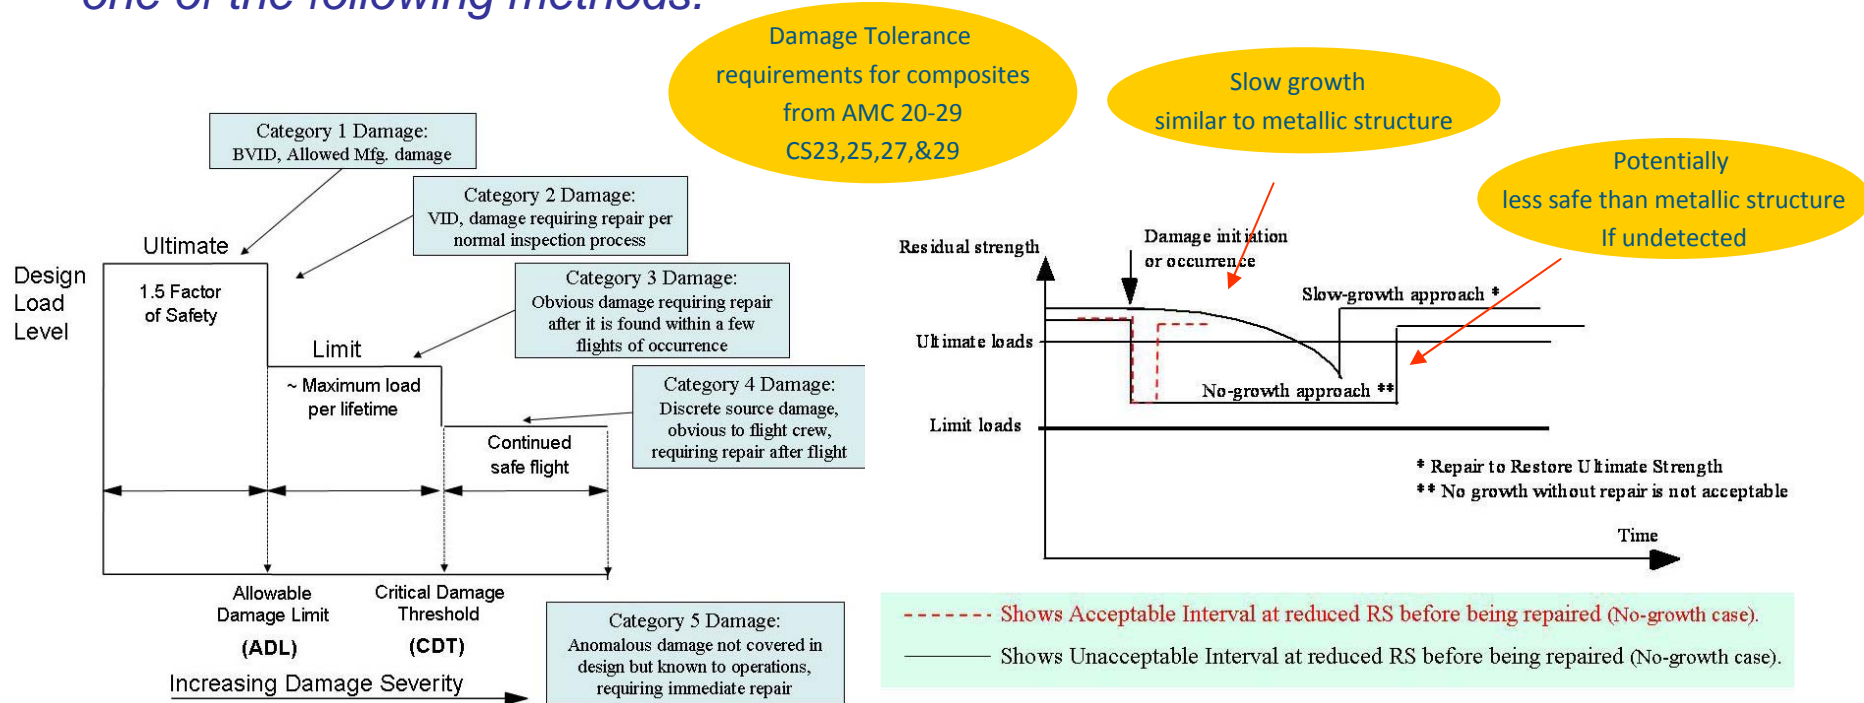 one of the following methods:
Damage Tolerance
requirements for composites
from AMC 20-29
CS23,25,27,&29
Slow growth
similar to metallic structure
Potentially
less safe than metallic structure
If undetected
Category 1 Damage:
BVID, Allowed Mfg. damage
Category 2 Damage:
VID, damage requiring repair per
normal inspection process
Category 3 Damage:
Obvious damage requiring repair
after it is found within a few
flights of occurrence
Category 4 Damage:
Discrete source damage,
obvious to flight crew,
requiring repair after flight
Design
Load
Level
Ultimate
1.5 Factor
of Safety
Limit
~ Maximum load
per lifetime
Continued
safe flight
Allowable
Damage Limit
(ADL)
Critical Damage
Threshold
(CDT)
Category 5 Damage:
Anomalous damage not covered in
design but known to operations,
requiring immediate repair
Increasing Damage Severity
Residual strength
Damage initiation
or occurrence
Slow-growth approach *
Ultimate loads
No-growth approach **
Limit loads
* Repair to Restore Ultimate Strength
** No growth without repair is not acceptable
Time
Shows Acceptable Interval at reduced RS before being repaired (No-growth case).
Shows Unacceptable Interval at reduced RS before being repaired (No-growth case).